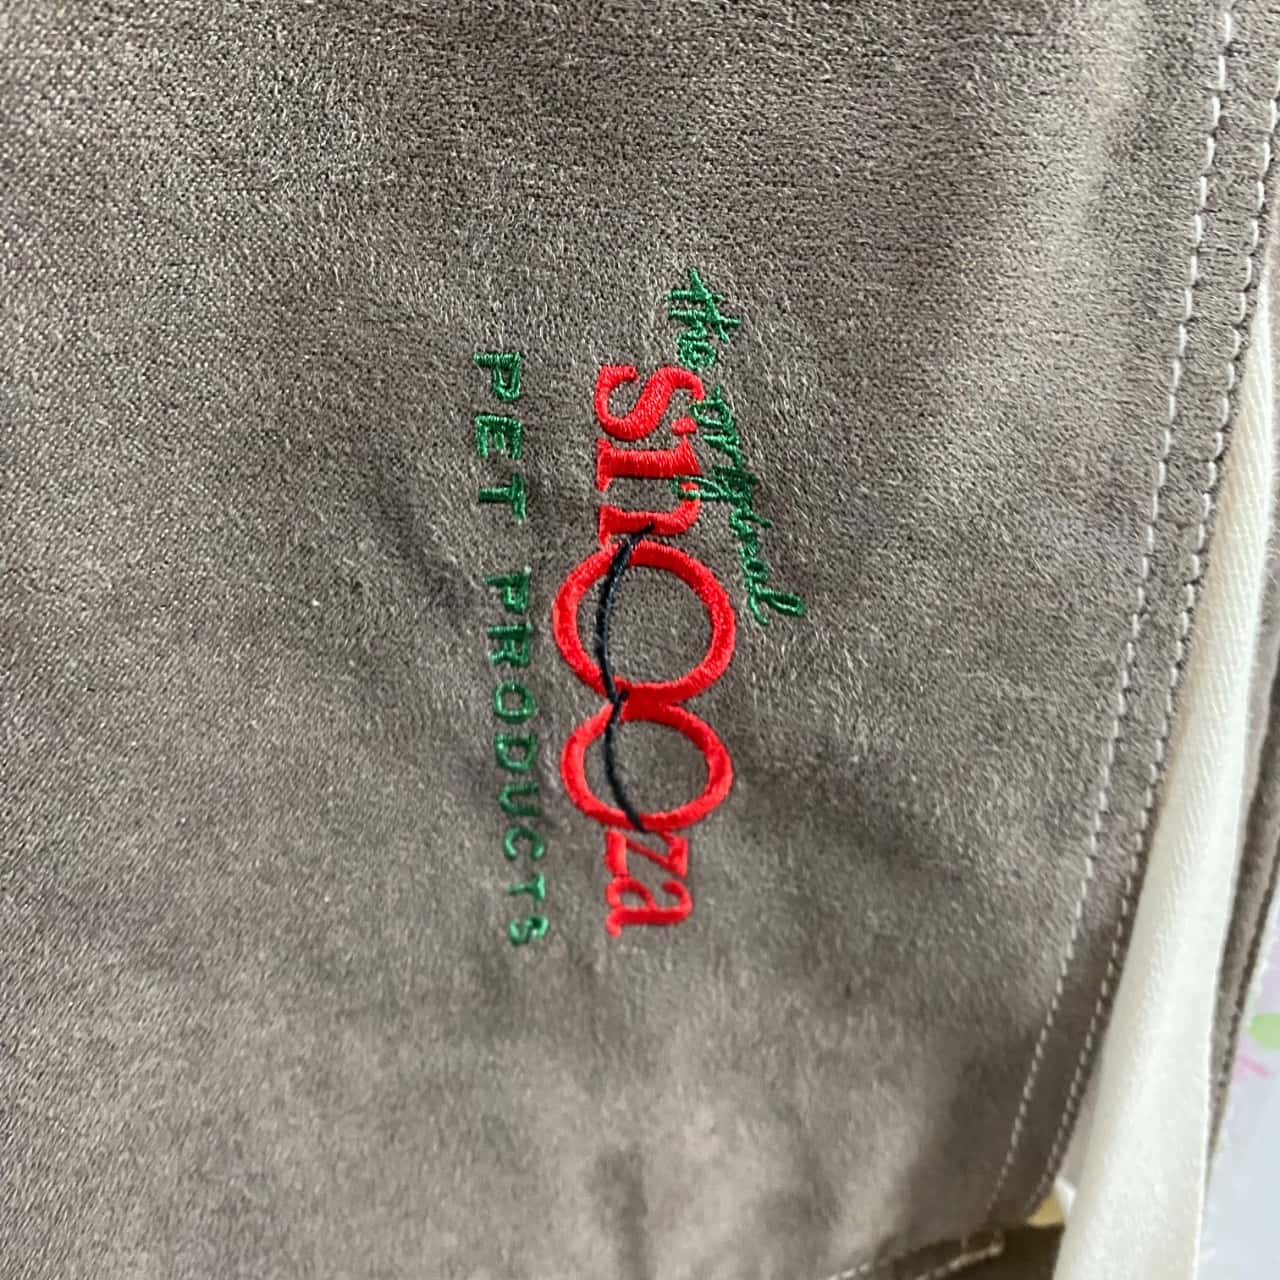 the original
snooza
PET PRODUCTS